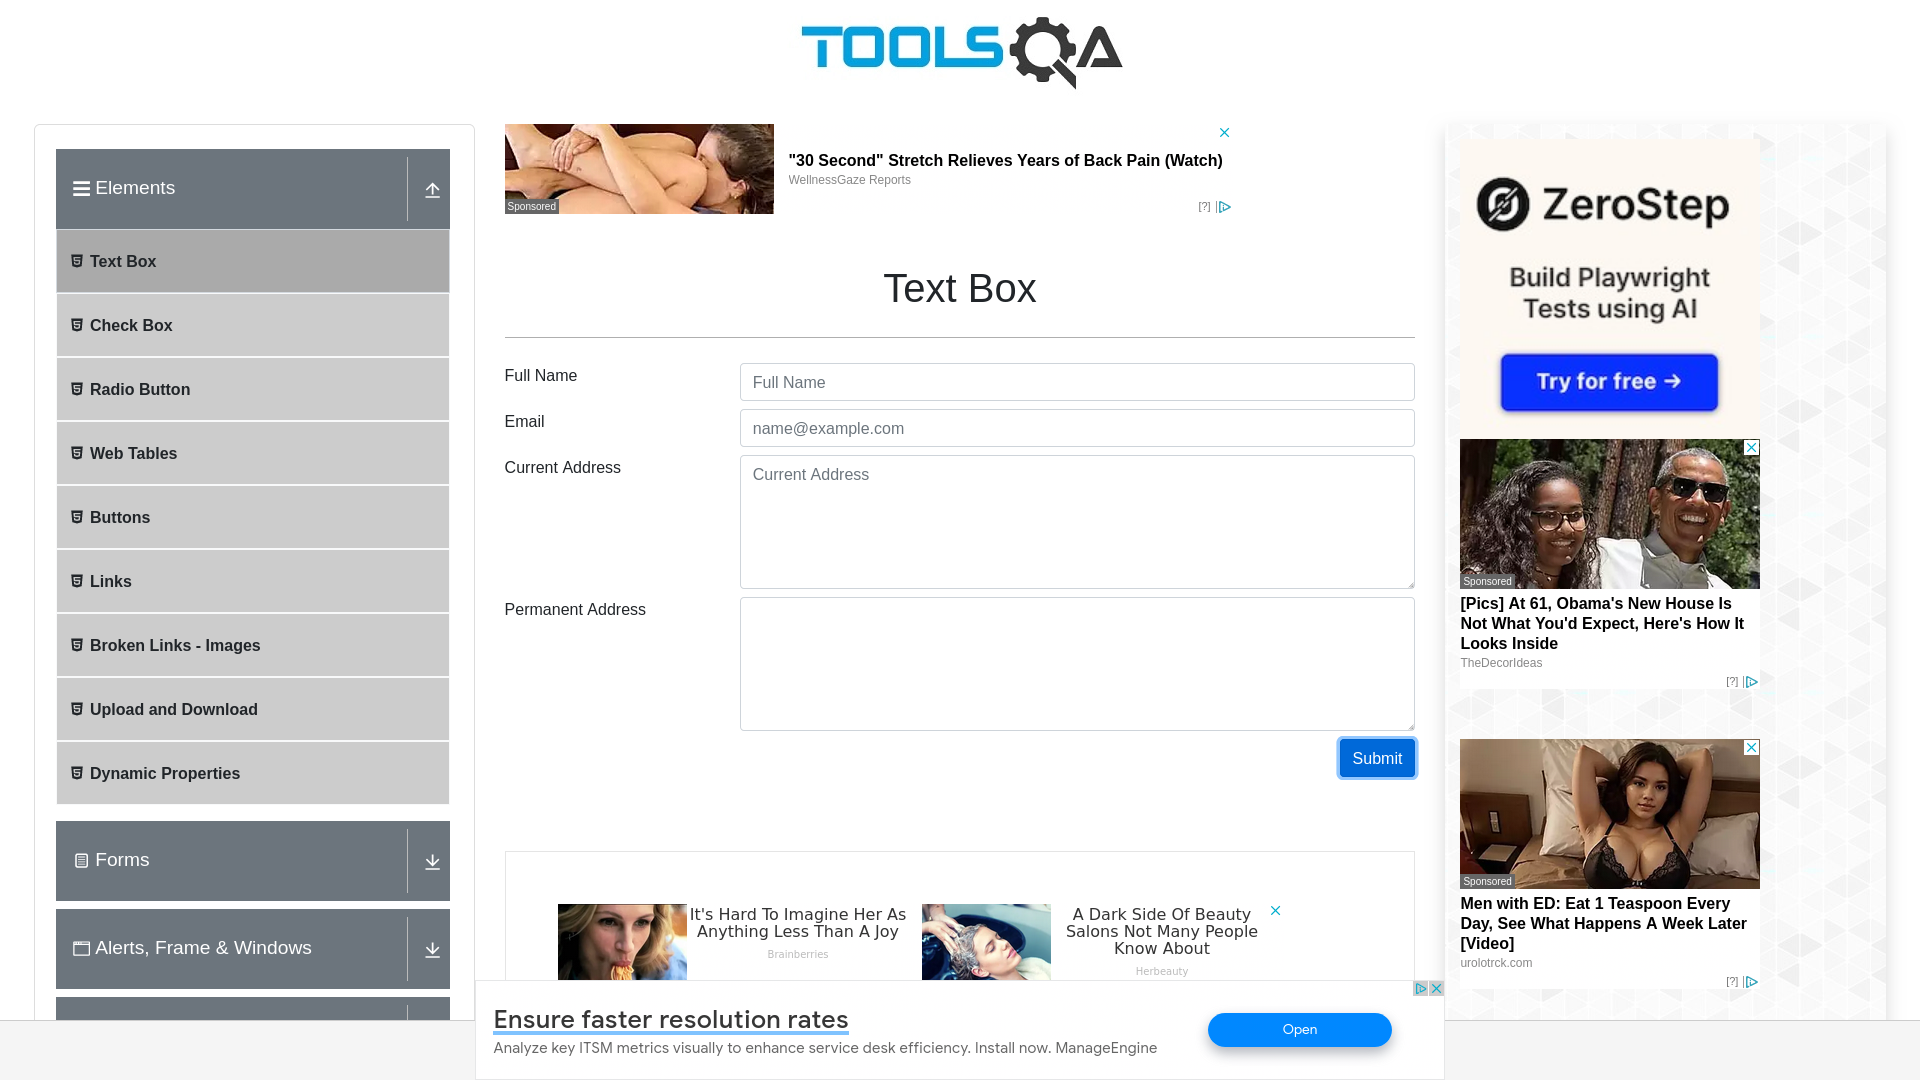 TOOLSQA
Elements
Text Box
Check Box
Radio Button
Web Tables
Buttons
Links
Broken Links - Images
Upload and Download
Dynamic Properties
Forms
Alerts, Frame & Windows
Sponsored
"30 Second" Stretch Relieves Years of Back Pain (Watch)
WellnessGaze Reports
[?]
Text Box
Full Name
Full Name
Email
name@example.com
Current Address
Current Address
Permanent Address
Submit
It's Hard To Imagine Her As
Anything Less Than A Joy
Brainberries
A Dark Side Of Beauty
Salons Not Many People
Know About
Herbeauty
Ensure faster resolution rates
Analyze key ITSM metrics visually to enhance service desk efficiency. Install now. ManageEngine
Open
ZeroStep
Build Playwright
Tests using AI
Try for free →
Sponsored
[Pics] At 61, Obama's New House Is
Not What You'd Expect, Here's How It
Looks Inside
TheDecorIdeas
[?]
Sponsored
Men with ED: Eat 1 Teaspoon Every
Day, See What Happens A Week Later
[Video]
urolotrck.com
[?]